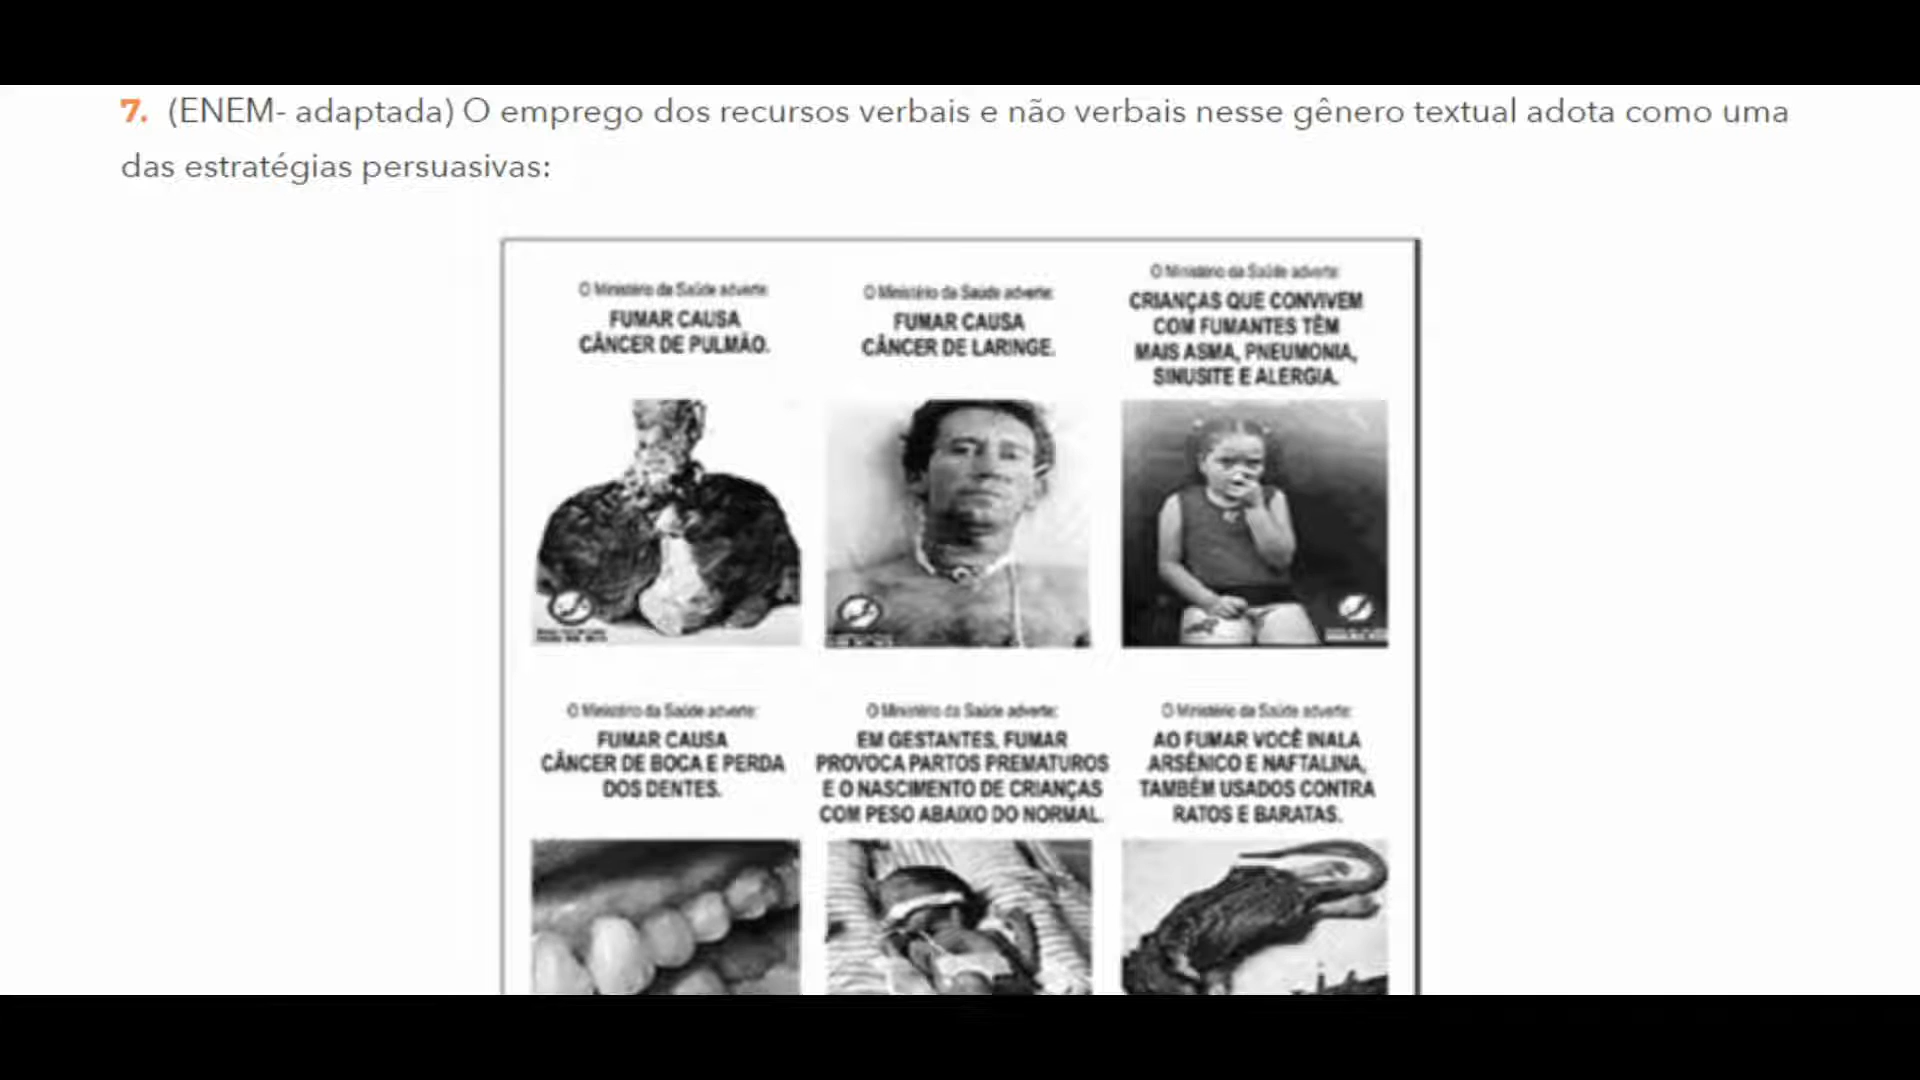 7. (ENEM- adaptada) O emprego dos recursos verbais e não verbais nesse gênero textual adota como uma
das estratégias persuasivas:
O Ministério da Saúde adverte:
FUMAR CAUSA
CÂNCER DE PULMÃO.
O Ministério da Saúde adverte:
FUMAR CAUSA
CÂNCER DE LARINGE.
O Ministério da Saúde adverte:
CRIANÇAS QUE CONVIVEM
COM FUMANTES TÊM
MAIS ASMA, PNEUMONIA,
SINUSITE E ALERGIA.
O Ministério da Saúde adverte:
FUMAR CAUSA
CÂNCER DE BOCA E PERDA
DOS DENTES.
O Ministério da Saúde adverte:
EM GESTANTES, FUMAR
PROVOCA PARTOS PREMATUROS
E O NASCIMENTO DE CRIANÇAS
COM PESO ABAIXO DO NORMAL.
O Ministério da Saúde adverte:
AO FUMAR VOCÊ INALA
ARSÊNICO E NAFTALINA,
TAMBÉM USADOS CONTRA
RATOS E BARATAS.